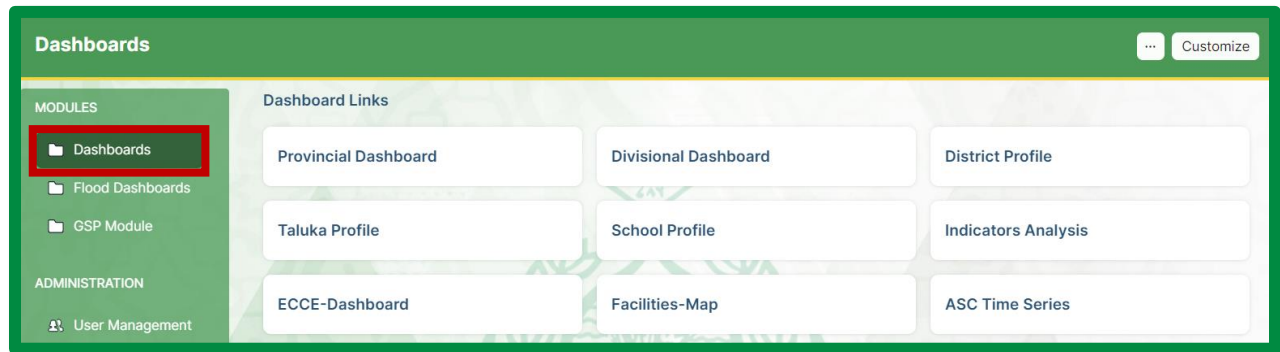 Dashboards
... Customize
MODULES
Dashboards
Flood Dashboards
GSP Module
ADMINISTRATION
User Management
Dashboard Links
Provincial Dashboard
Divisional Dashboard
District Profile
Taluka Profile
School Profile
Indicators Analysis
ECCE-Dashboard
Facilities-Map
ASC Time Series